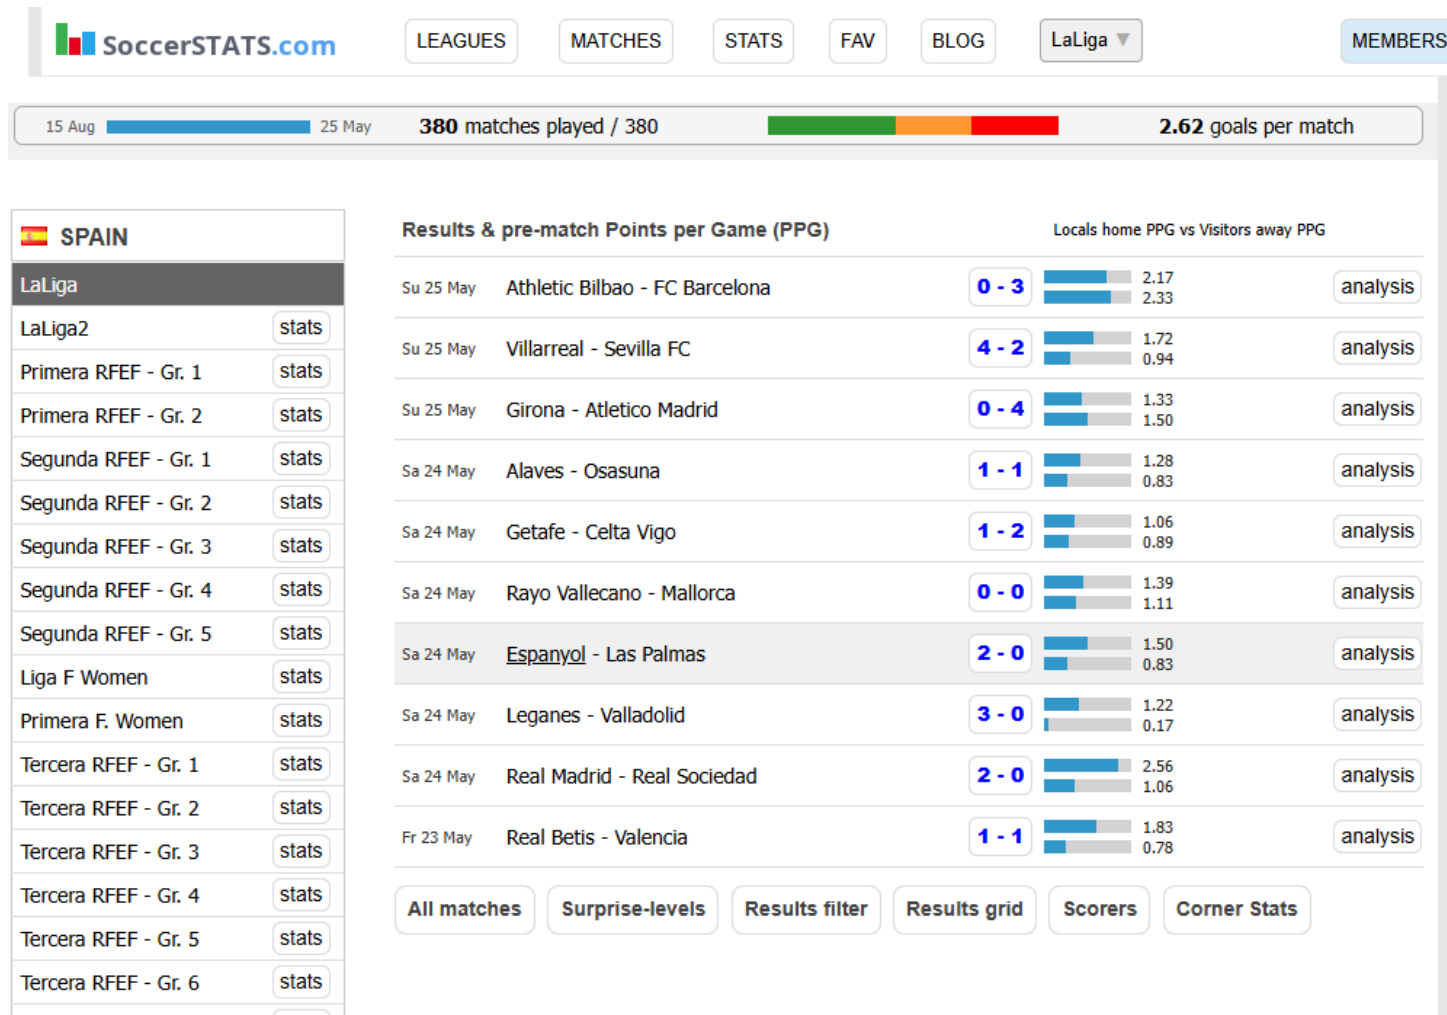 SoccerSTATS.com LEAGUES MATCHES STATS FAV BLOG LaLiga ▼ MEMBERS
15 Aug 25 May 380 matches played / 380 2.62 goals per match
SPAIN
LaLiga
LaLiga2 stats
Primera RFEF - Gr. 1 stats
Primera RFEF - Gr. 2 stats
Segunda RFEF - Gr. 1 stats
Segunda RFEF - Gr. 2 stats
Segunda RFEF - Gr. 3 stats
Segunda RFEF - Gr. 4 stats
Segunda RFEF - Gr. 5 stats
Liga F Women stats
Primera F. Women stats
Tercera RFEF - Gr. 1 stats
Tercera RFEF - Gr. 2 stats
Tercera RFEF - Gr. 3 stats
Tercera RFEF - Gr. 4 stats
Tercera RFEF - Gr. 5 stats
Tercera RFEF - Gr. 6 stats
Results & pre-match Points per Game (PPG) Locals home PPG vs Visitors away PPG
Su 25 May Athletic Bilbao - FC Barcelona 0 - 3 2.17 analysis
2.33
Su 25 May Villarreal - Sevilla FC 4 - 2 1.72 analysis
0.94
Su 25 May Girona - Atletico Madrid 0 - 4 1.33 analysis
1.50
Sa 24 May Alaves - Osasuna 1 - 1 1.28 analysis
0.83
Sa 24 May Getafe - Celta Vigo 1 - 2 1.06 analysis
0.89
Sa 24 May Rayo Vallecano - Mallorca 0 - 0 1.39 analysis
1.11
Sa 24 May Espanyol - Las Palmas 2 - 0 1.50 analysis
0.83
Sa 24 May Leganes - Valladolid 3 - 0 1.22 analysis
0.17
Sa 24 May Real Madrid - Real Sociedad 2 - 0 2.56 analysis
1.06
Fr 23 May Real Betis - Valencia 1 - 1 1.83 analysis
0.78
All matches Surprise-levels Results filter Results grid Scorers Corner Stats